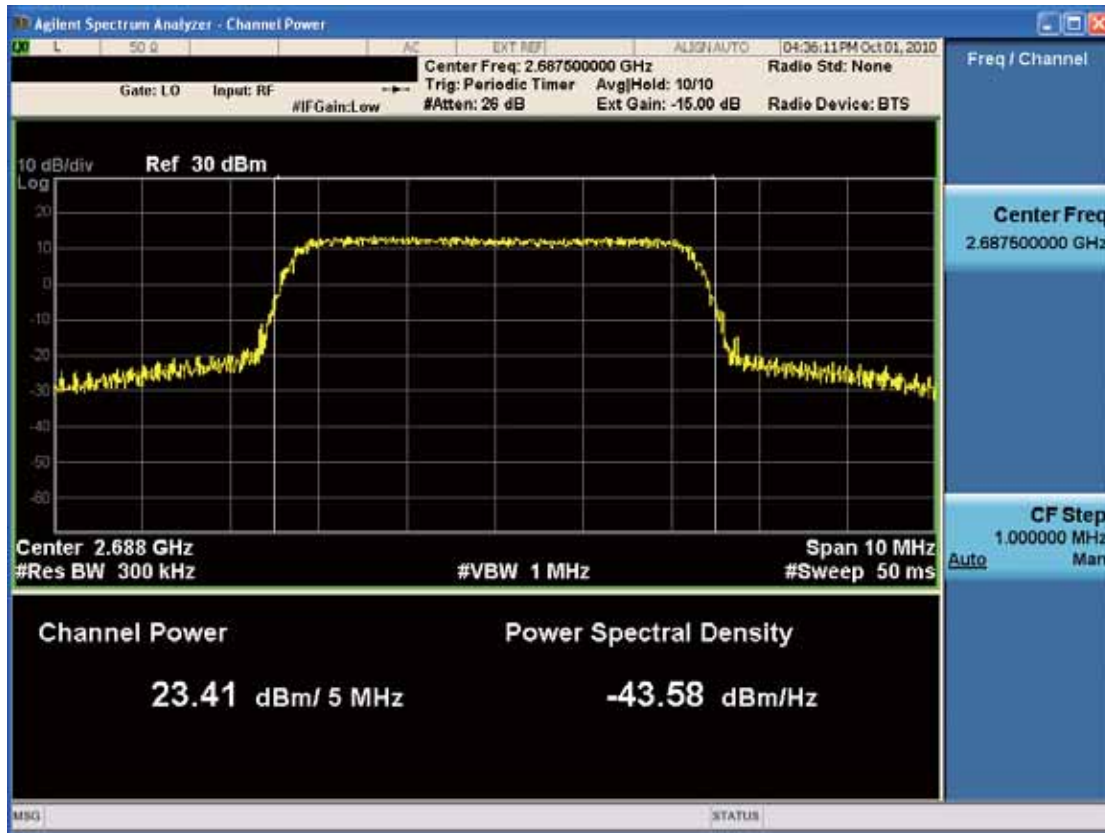 Agilent Spectrum Analyzer - Channel Power
L 50 Ω AC EXT REF ALIGN AUTO 04:36:11 PM Oct 01, 2010
Center Freq: 2.687500000 GHz Radio Std: None
Gate: LO Input: RF Trig: Periodic Timer Avg|Hold: 10/10
#IFGain:Low #Atten: 26 dB Ext Gain: -15.00 dB Radio Device: BTS
10 dB/div Ref 30 dBm
Log
20
10
0
-10
-20
-30
-40
-50
-60
Center 2.688 GHz Span 10 MHz
#Res BW 300 kHz #VBW 1 MHz #Sweep 50 ms
Channel Power Power Spectral Density
23.41 dBm/ 5 MHz -43.58 dBm/Hz
MSG STATUS
Freq / Channel
Center Freq
2.687500000 GHz
CF Step
1.000000 MHz
Auto Man